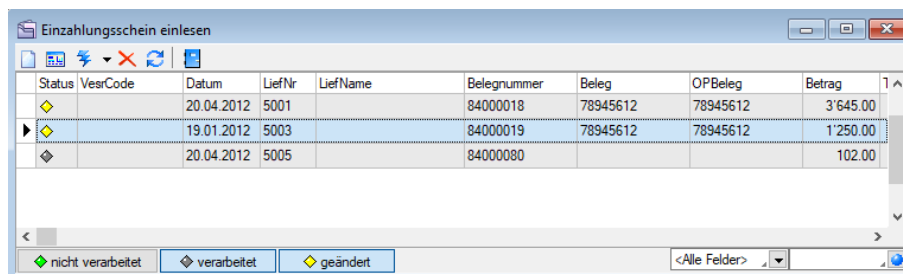 Einzahlungsschein einlesen
Status VesrCode Datum LiefNr LiefName Belegnummer Beleg OPBeleg Betrag
20.04.2012 5001 84000018 78945612 78945612 3'645.00
19.01.2012 5003 84000019 78945612 78945612 1'250.00
20.04.2012 5005 84000080 102.00
nicht verarbeitet verarbeitet geändert <Alle Felder>